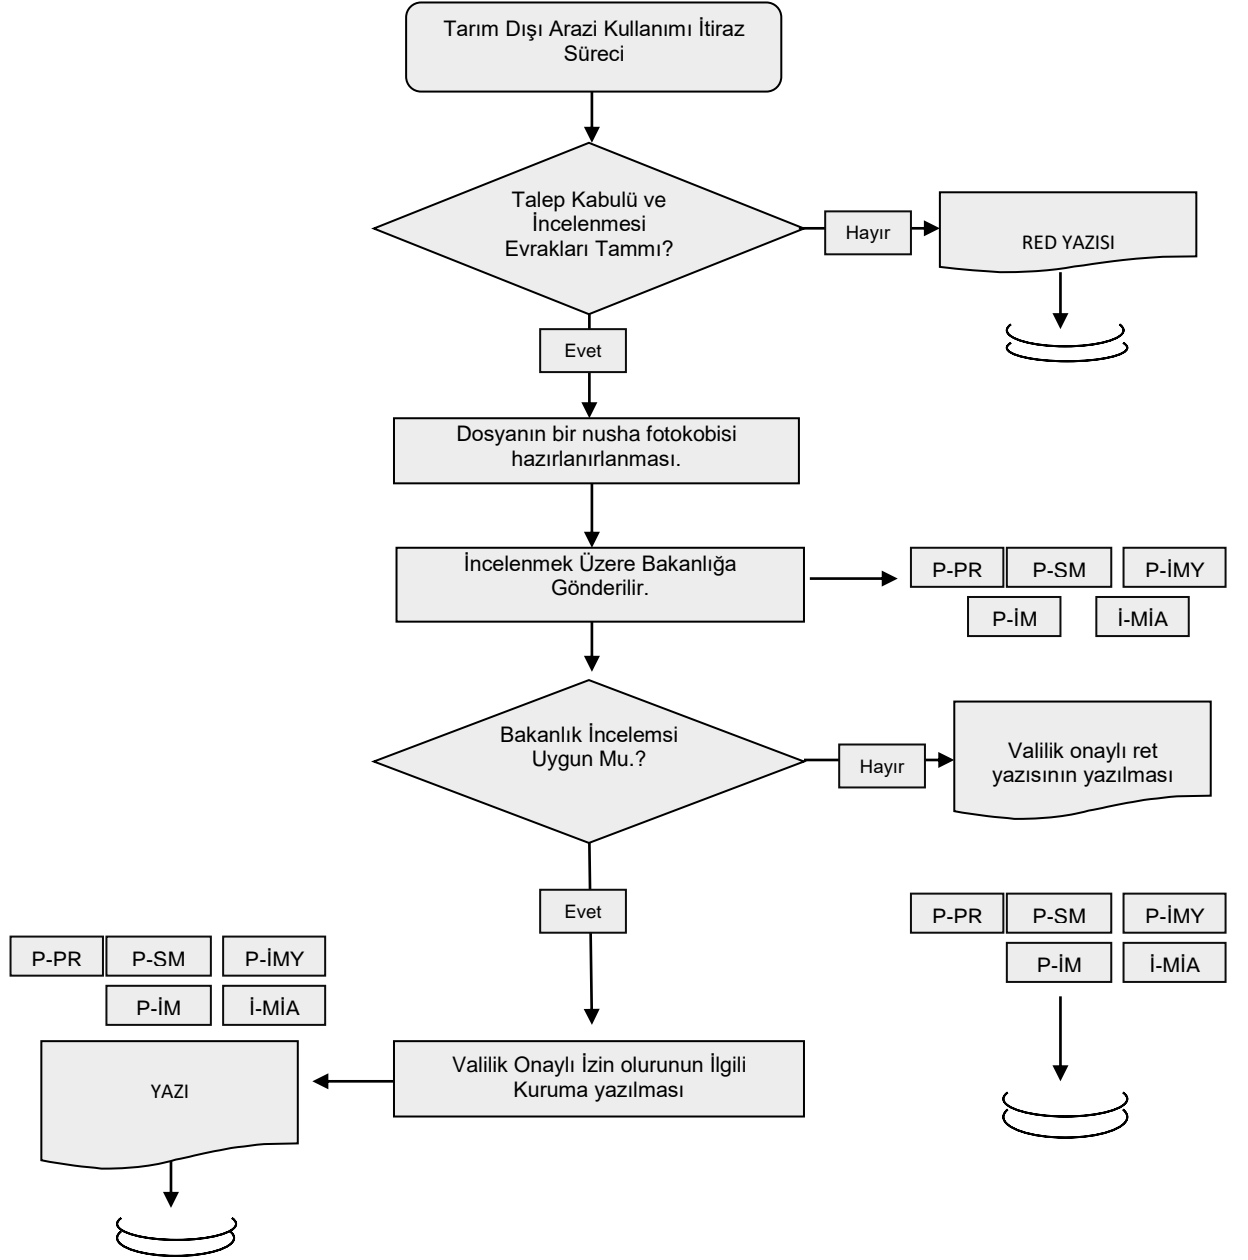 Tarım Dışı Arazi Kullanımı İtiraz
Süreci
Talep Kabulü ve
İncelenmesi
Evrakları Tammı?
Hayır
RED YAZISI
Evet
Dosyanın bir nusha fotokobisi
hazırlanırlanması.
İncelenmek Üzere Bakanlığa
Gönderilir.
P-PR
P-SM
P-İMY
P-İM
İ-MİA
Bakanlık İncelemsi
Uygun Mu.?
Hayır
Valilik onaylı ret
yazısının yazılması
Evet
P-PR
P-SM
P-İMY
P-İM
İ-MİA
P-PR
P-SM
P-İMY
P-İM
İ-MİA
Valilik Onaylı İzin olurunun İlgili
Kuruma yazılması
YAZI